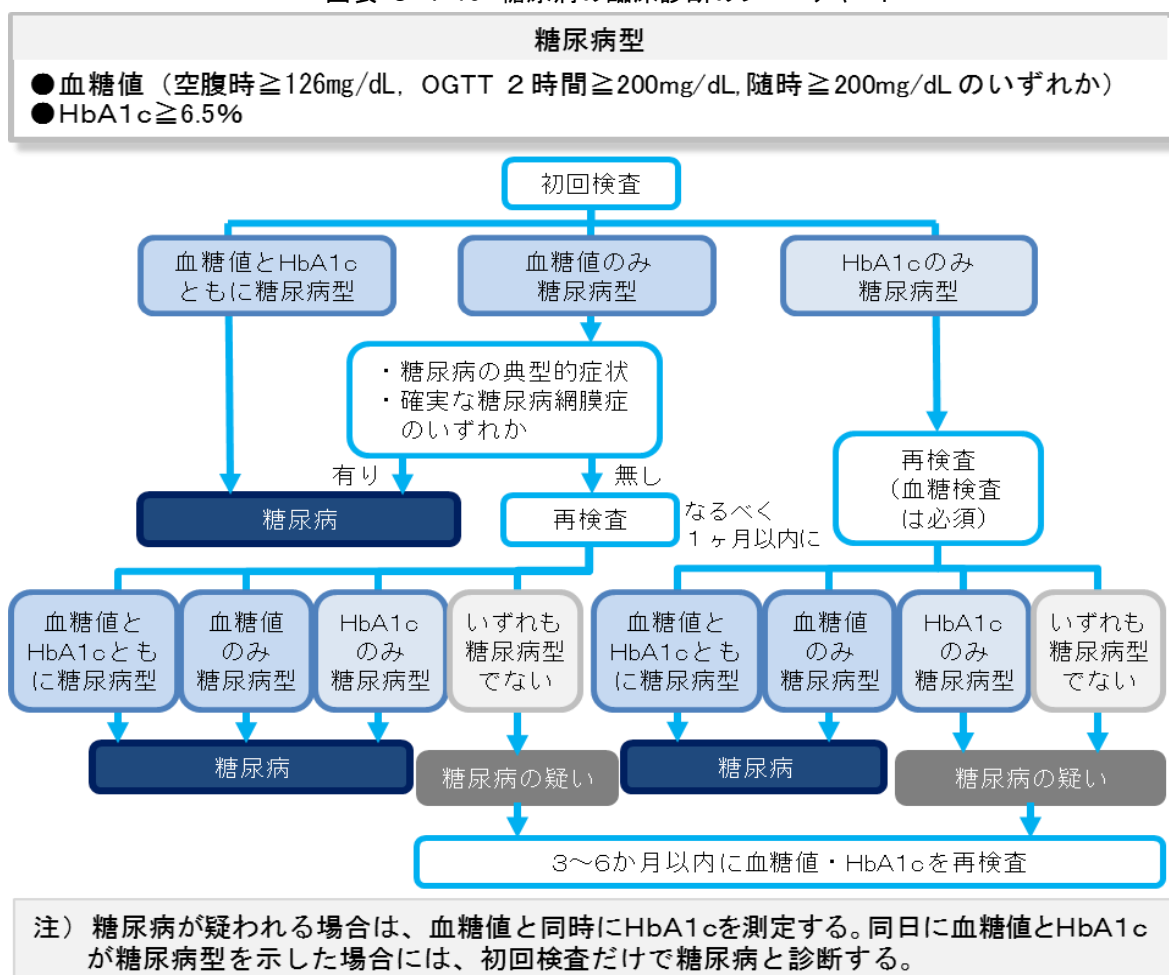 糖尿病型
●血糖値（空腹時≧126mg/dL, OGTT 2時間≧200mg/dL,随時≧200mg/dLのいずれか）
●HbA1c≧6.5%
初回検査
血糖値とHbA1c
ともに糖尿病型
血糖値のみ
糖尿病型
HbA1cのみ
糖尿病型
・糖尿病の典型的症状
・確実な糖尿病網膜症
のいずれか
有り
無し
糖尿病
再検査
なるべく
1ヶ月以内に
再検査
（血糖検査
は必須）
血糖値と
HbA1cとも
に糖尿病型
血糖値
のみ
糖尿病型
HbA1c
のみ
糖尿病型
いずれも
糖尿病型
でない
血糖値と
HbA1cとも
に糖尿病型
血糖値
のみ
糖尿病型
HbA1c
のみ
糖尿病型
いずれも
糖尿病型
でない
糖尿病
糖尿病の疑い
糖尿病
糖尿病の疑い
3～6か月以内に血糖値・HbA1cを再検査
注）糖尿病が疑われる場合は、血糖値と同時にHbA1cを測定する。同日に血糖値とHbA1c
が糖尿病型を示した場合には、初回検査だけで糖尿病と診断する。